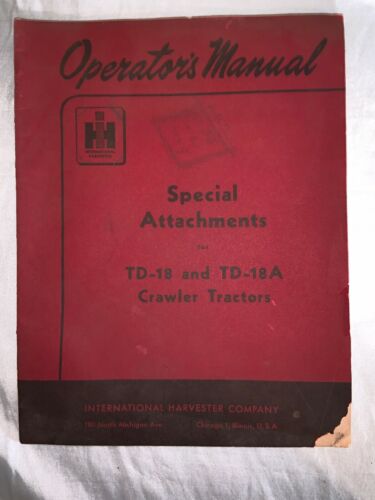 Operator's Manual
IH
INTERNATIONAL
HARVESTER
Special
Attachments
for
TD-18 and TD-18A
Crawler Tractors
INTERNATIONAL HARVESTER COMPANY
180 North Michigan Ave.
Chicago 1, Illinois, U.S.A.